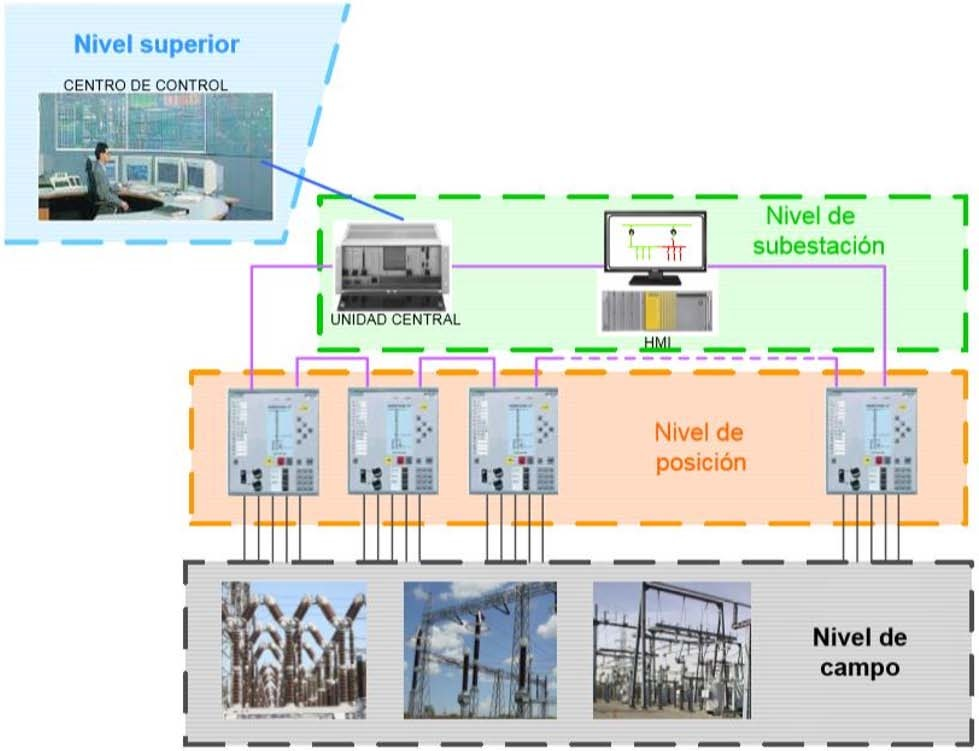 Nivel superior
CENTRO DE CONTROL
Nivel de
subestación
UNIDAD CENTRAL
HMI
Nivel de
posición
Nivel de
campo